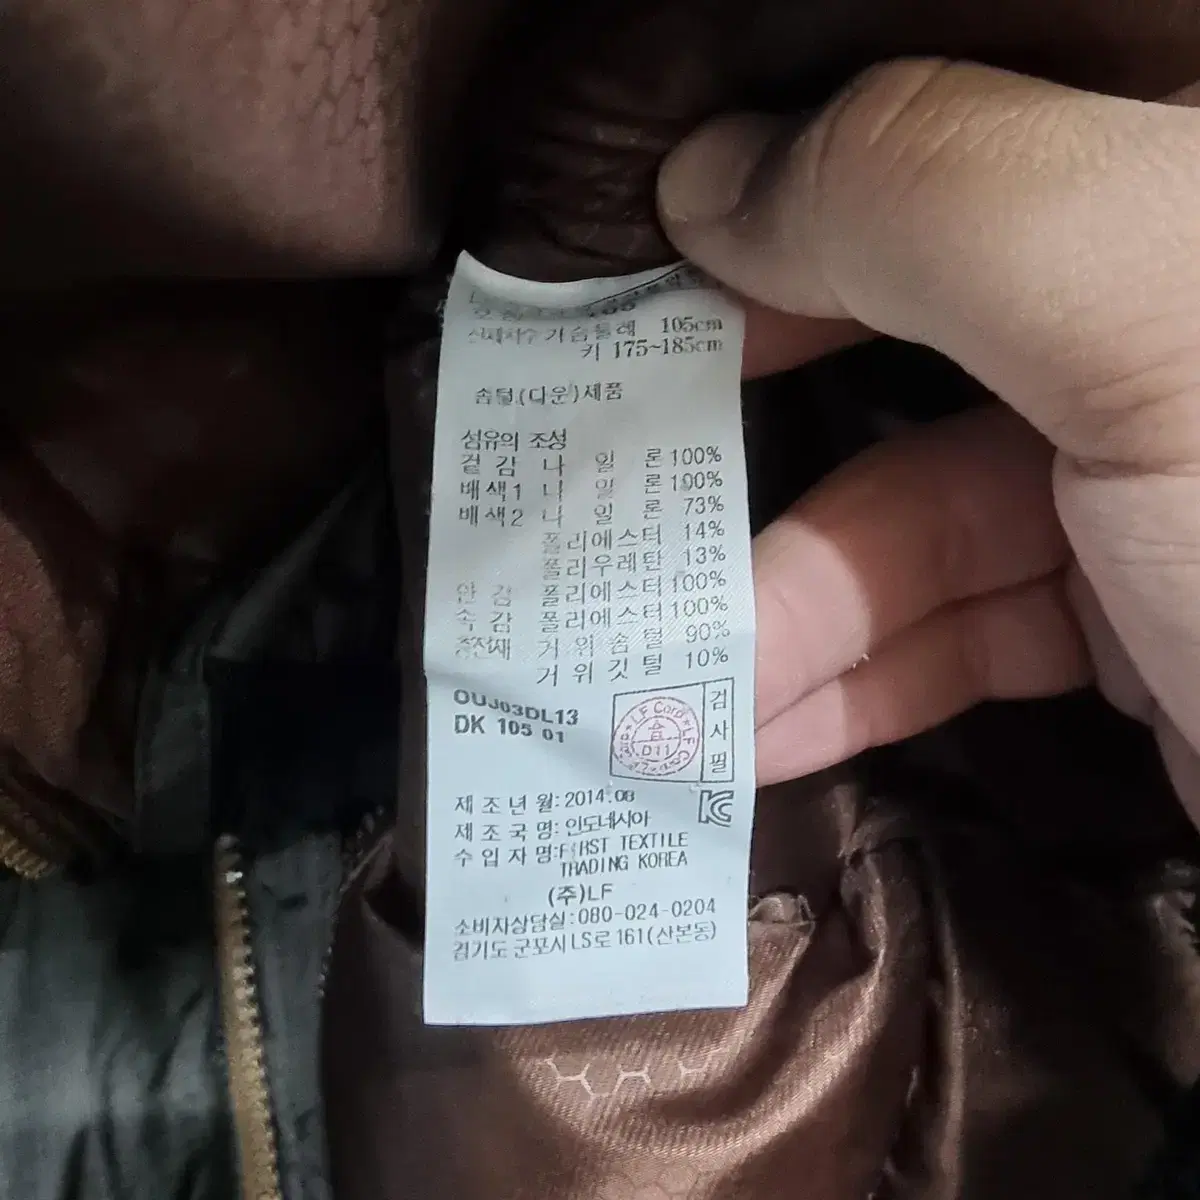 신체치수 가슴둘레 105cm
키 175~185cm
솜털(다운)제품
섬유의 조성
겉감 나일론 100%
배색1 나일론 100%
배색2 나일론 73%
폴리에스터 14%
폴리우레탄 13%
안감 폴리에스터 100%
속감 폴리에스터 100%
충전재 거위솜털 90%
거위깃털 10%
OUJ03DL13
DK 105 01
검사필
LF Corp * LF Corp
合
D11
제조년월: 2014.08
제조국명: 인도네시아
수입자명: FIRST TEXTILE
TRADING KOREA
(주)LF
소비자상담실: 080-024-0204
경기도 군포시 LS로 161(산본동)